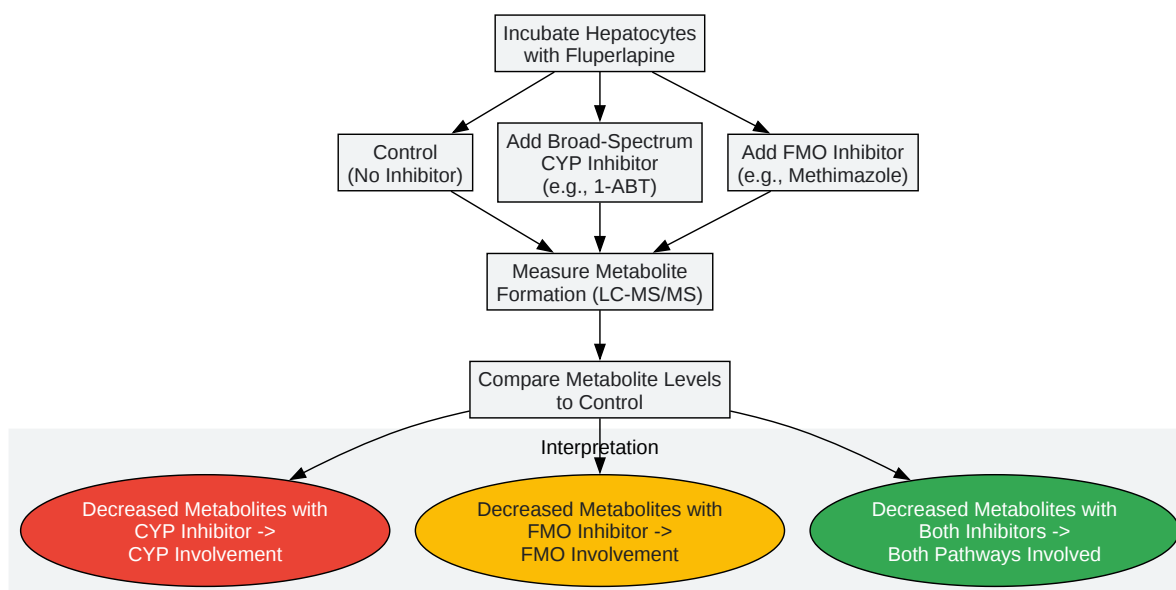 Incubate Hepatocytes
with Fluperlapine
Control
(No Inhibitor)
Add Broad-Spectrum
CYP Inhibitor
(e.g., 1-ABT)
Add FMO Inhibitor
(e.g., Methimazole)
Measure Metabolite
Formation (LC-MS/MS)
Compare Metabolite Levels
to Control
Interpretation
Decreased Metabolites with
CYP Inhibitor ->
CYP Involvement
Decreased Metabolites with
FMO Inhibitor ->
FMO Involvement
Decreased Metabolites with
Both Inhibitors ->
Both Pathways Involved